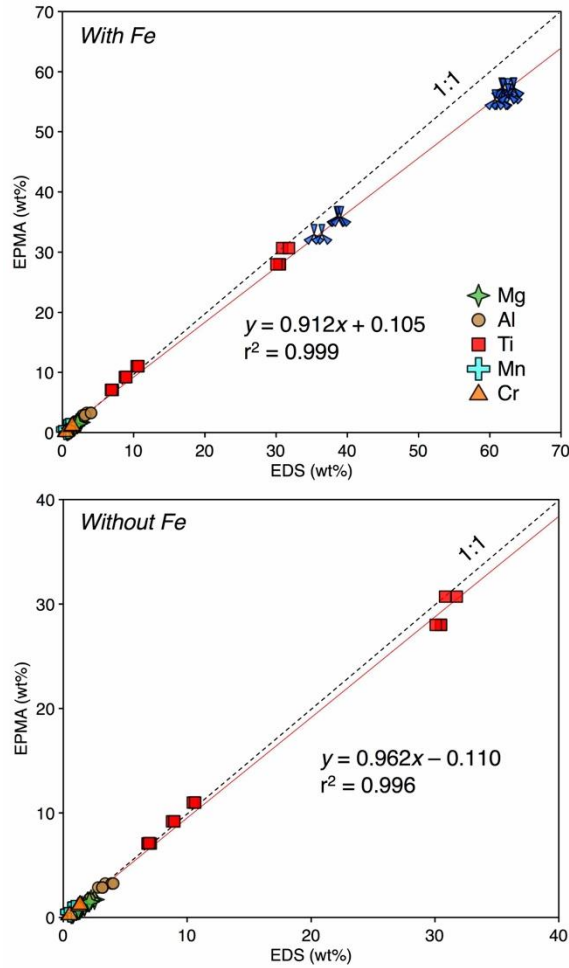 70
With Fe
60
1:1
50
40
EPMA (wt%)
30
20
y = 0.912x + 0.105
r² = 0.999
Mg
Al
Ti
Mn
Cr
10
0
0 10 20 30 40 50 60 70
EDS (wt%)
40
Without Fe
1:1
30
EPMA (wt%)
20
y = 0.962x – 0.110
r² = 0.996
10
0
0 10 20 30 40
EDS (wt%)